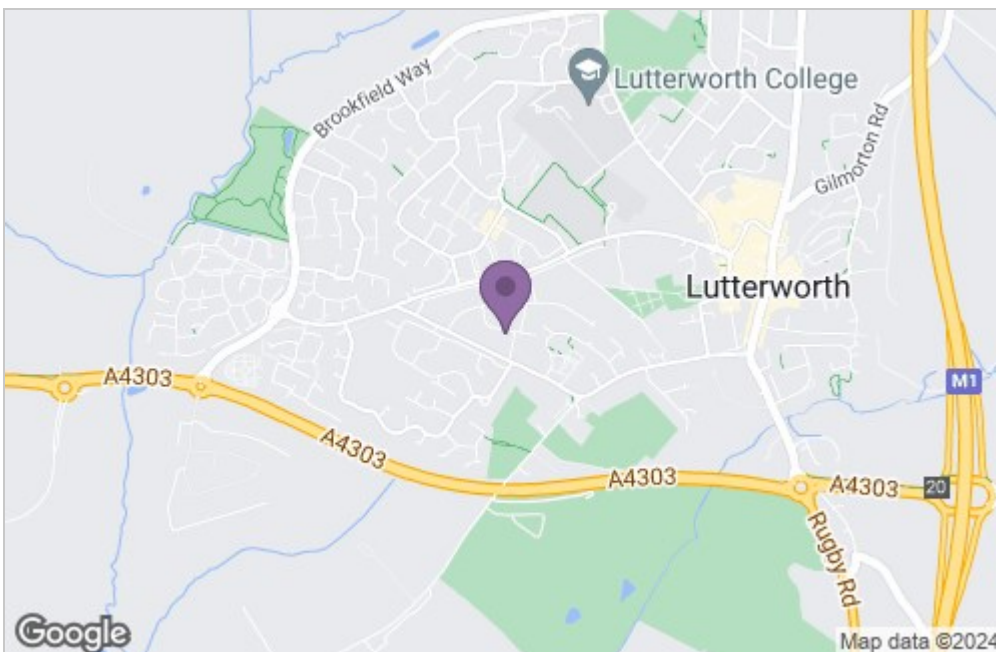 Brookfield Way
Lutterworth College
Gilmorton Rd
Lutterworth
A4303
M1
A4303
A4303
A4303
20
Rugby Rd
Google
Map data ©2024